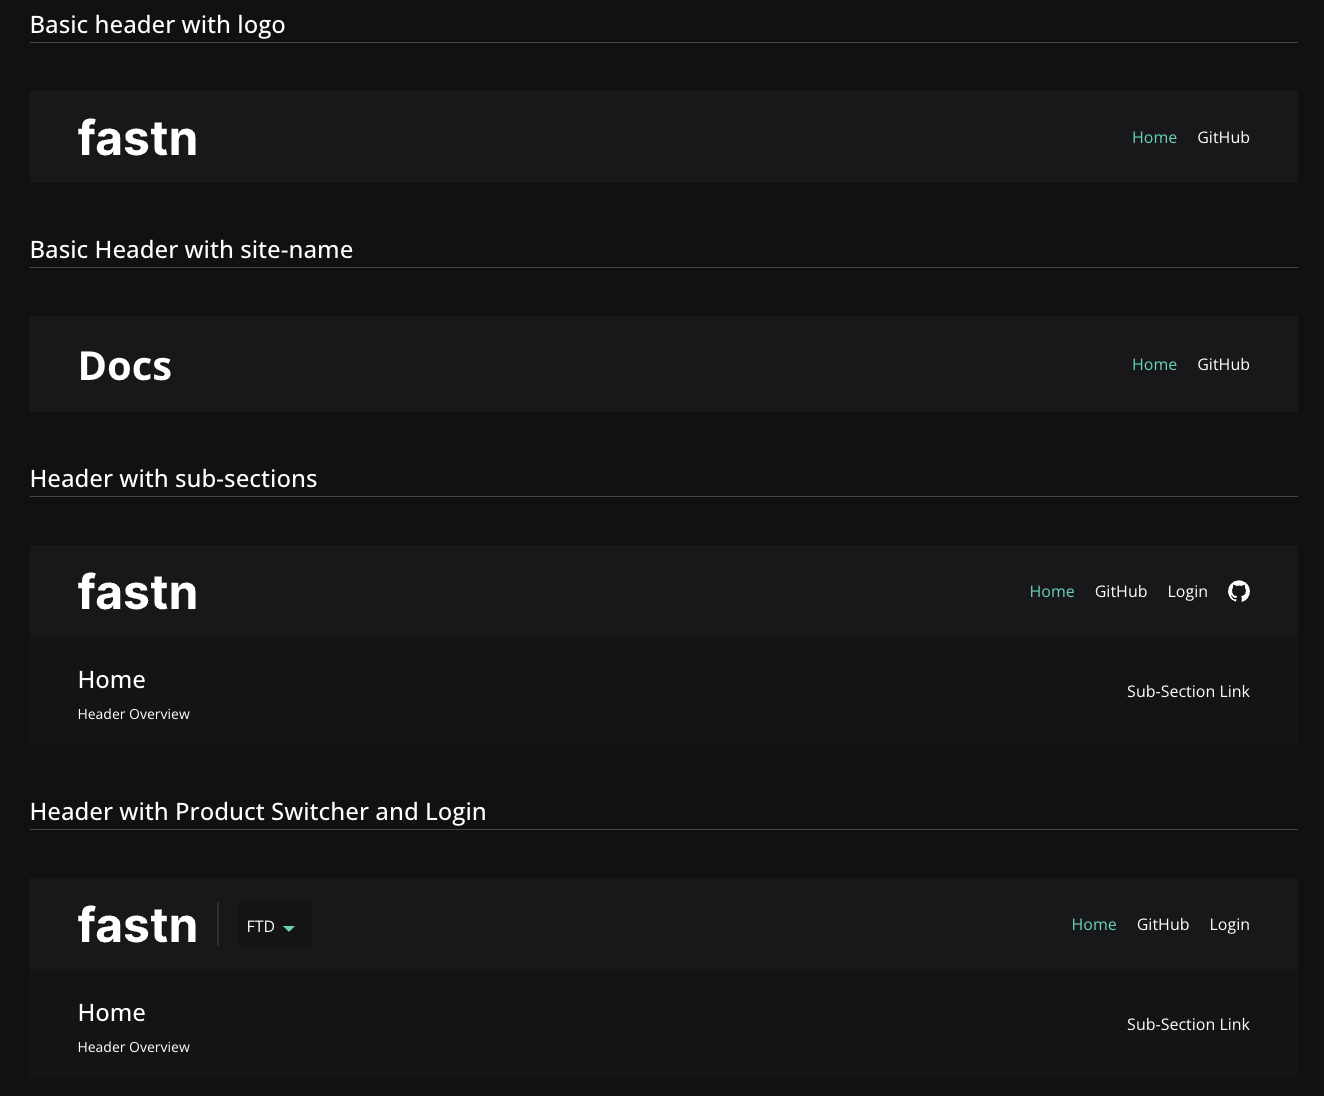 Basic header with logo
fastn
Home GitHub
Basic Header with site-name
Docs
Home GitHub
Header with sub-sections
fastn
Home GitHub Login
Home
Header Overview
Sub-Section Link
Header with Product Switcher and Login
fastn FTD
Home GitHub Login
Home
Header Overview
Sub-Section Link